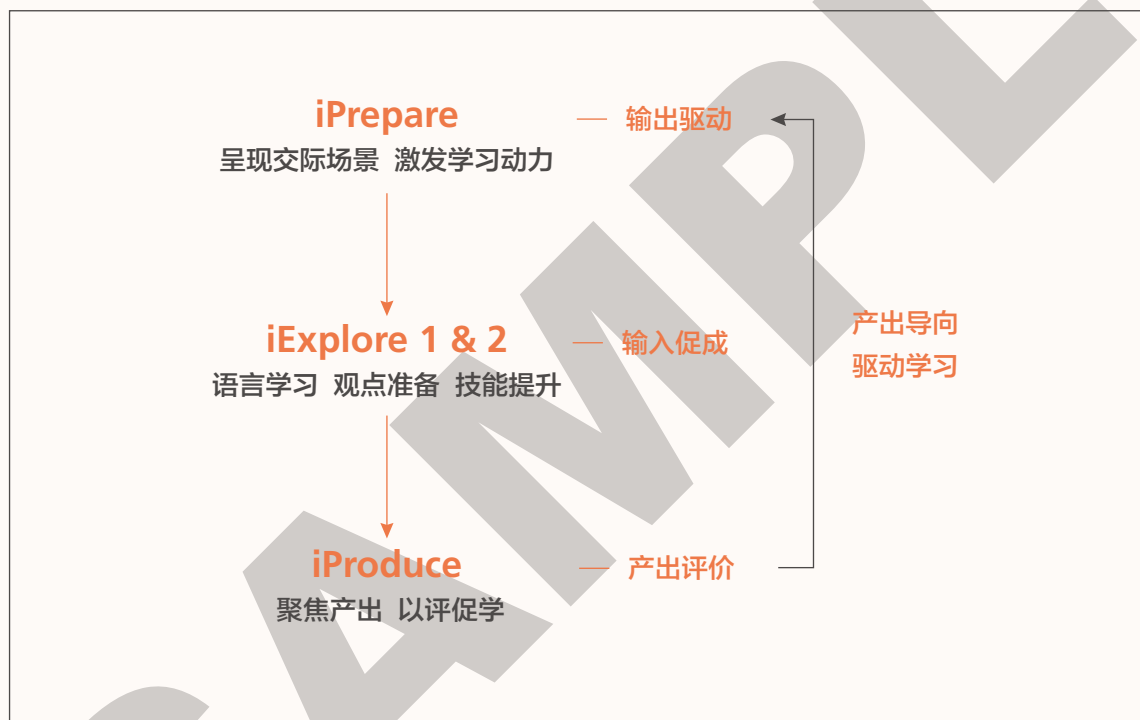 iPrepare — 输出驱动
呈现交际场景 激发学习动力
iExplore 1 & 2 — 输入促成
语言学习 观点准备 技能提升
产出导向
驱动学习
iProduce — 产出评价
聚焦产出 以评促学
SAMPL